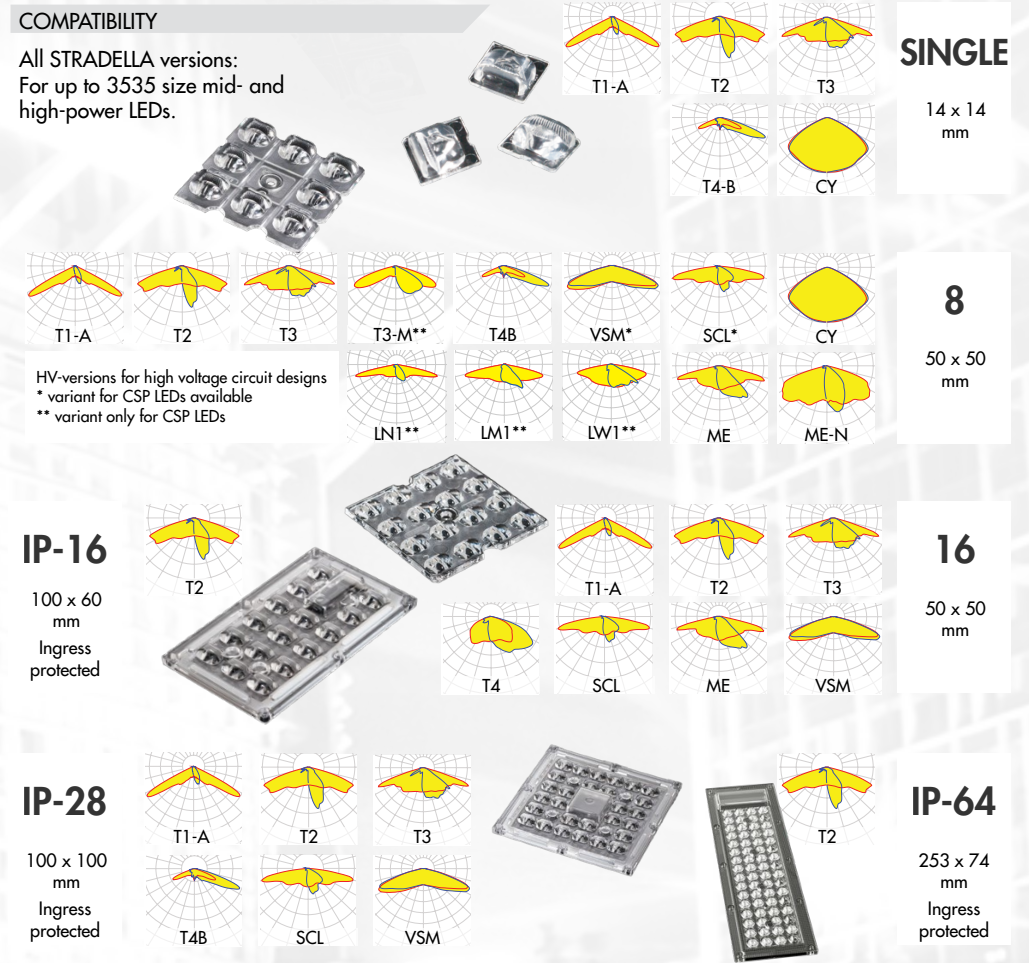 COMPATIBILITY
All STRADELLA versions:
For up to 3535 size mid- and
high-power LEDs.
T1-A
T2
T3
T4-B
CY
SINGLE
14 x 14
mm
T1-A
T2
T3
T3-M**
T4B
VSM*
SCL*
CY
HV-versions for high voltage circuit designs
* variant for CSP LEDs available
** variant only for CSP LEDs
LN1**
LM1**
LW1**
ME
ME-N
8
50 x 50
mm
IP-16
100 x 60
mm
Ingress
protected
T2
T1-A
T2
T3
T4
SCL
ME
VSM
16
50 x 50
mm
IP-28
100 x 100
mm
Ingress
protected
T1-A
T2
T3
T4B
SCL
VSM
T2
IP-64
253 x 74
mm
Ingress
protected